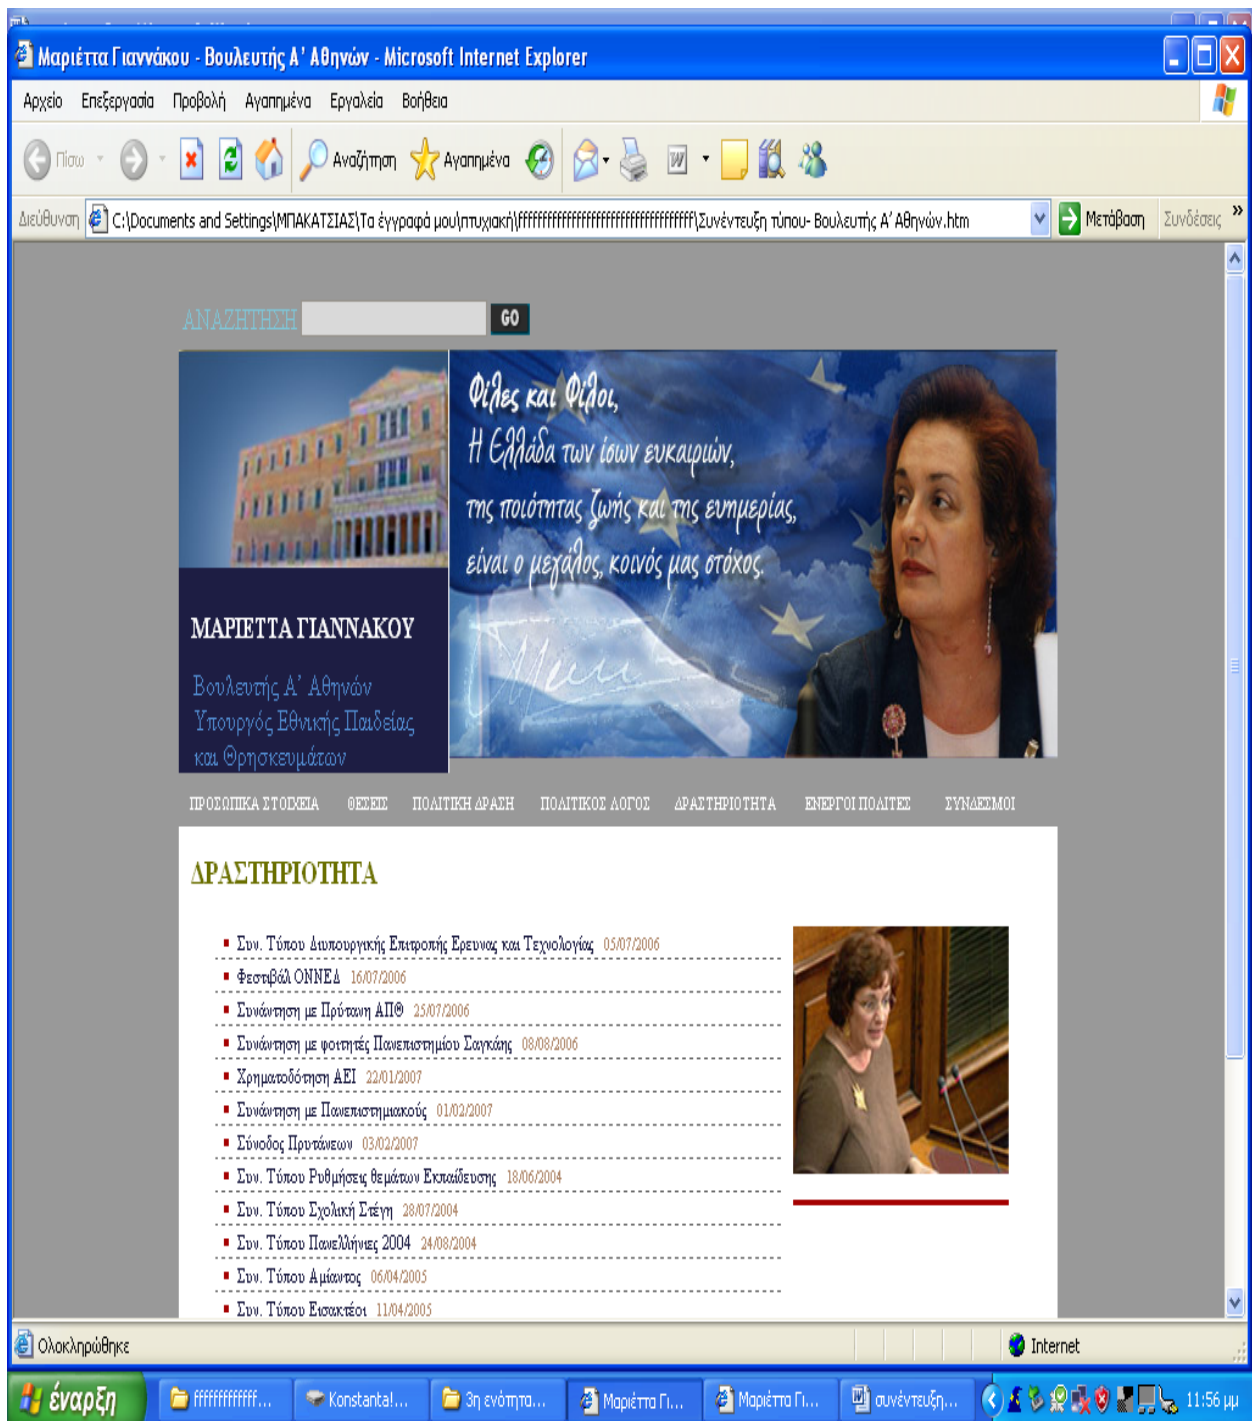 Μαριέττα Γιαννάκου - Βουλευτής Α' Αθηνών - Microsoft Internet Explorer
Αρχείο Επεξεργασία Προβολή Αγαπημένα Εργαλεία Βοήθεια
Πίσω Αναζήτηση Αγαπημένα
Διεύθυνση C:\Documents and Settings\ΜΠΑΚΑΤΣΙΑΣ\Τα έγγραφά μου\πτυχιακή\ffffffffffffffffffffffffffffffffffff\Συνέντευξη τύπου- Βουλευτής Α' Αθηνών.htm Μετάβαση Συνδέσεις »
ΑΝΑΖΗΤΗΣΗ GO
Φίλες και Φίλοι,
Η Ελλάδα των ίσων ευκαιριών,
της ποιότητας ζωής και της ευημερίας,
είναι ο μεγάλος, κοινός μας στόχος.
ΜΑΡΙΕΤΤΑ ΓΙΑΝΝΑΚΟΥ
Βουλευτής Α' Αθηνών
Υπουργός Εθνικής Παιδείας
και Θρησκευμάτων
ΠΡΟΣΩΠΙΚΑ ΣΤΟΙΧΕΙΑ ΘΕΣΕΙΣ ΠΟΛΙΤΙΚΗ ΔΡΑΣΗ ΠΟΛΙΤΙΚΟΣ ΛΟΓΟΣ ΔΡΑΣΤΗΡΙΟΤΗΤΑ ΕΝΕΡΓΟΙ ΠΟΛΙΤΕΣ ΣΥΝΔΕΣΜΟΙ
ΔΡΑΣΤΗΡΙΟΤΗΤΑ
Συν. Τύπου Διυπουργικής Επιτροπής Ερευνας και Τεχνολογίας 05/07/2006
Φεστιβάλ ΟΝΝΕΔ 16/07/2006
Συνάντηση με Πρύτανη ΑΠΘ 25/07/2006
Συνάντηση με φοιτητές Πανεπιστημίου Σαγκάης 08/08/2006
Χρηματοδότηση ΑΕΙ 22/01/2007
Συνάντηση με Πανεπιστημιακούς 01/02/2007
Σύνοδος Πρυτάνεων 03/02/2007
Συν. Τύπου Ρυθμήσεις θεμάτων Εκπαίδευσης 18/06/2004
Συν. Τύπου Σχολική Στέγη 28/07/2004
Συν. Τύπου Πανελλήνιες 2004 24/08/2004
Συν. Τύπου Αμίαντος 06/04/2005
Συν. Τύπου Εισακτέοι 11/04/2005
Ολοκληρώθηκε Internet
έναρξη fffffffffffff... Konstantal... 3η ενότητα... Μαριέττα Γι... Μαριέττα Γι... συνέντευξη... 11:56 μμ